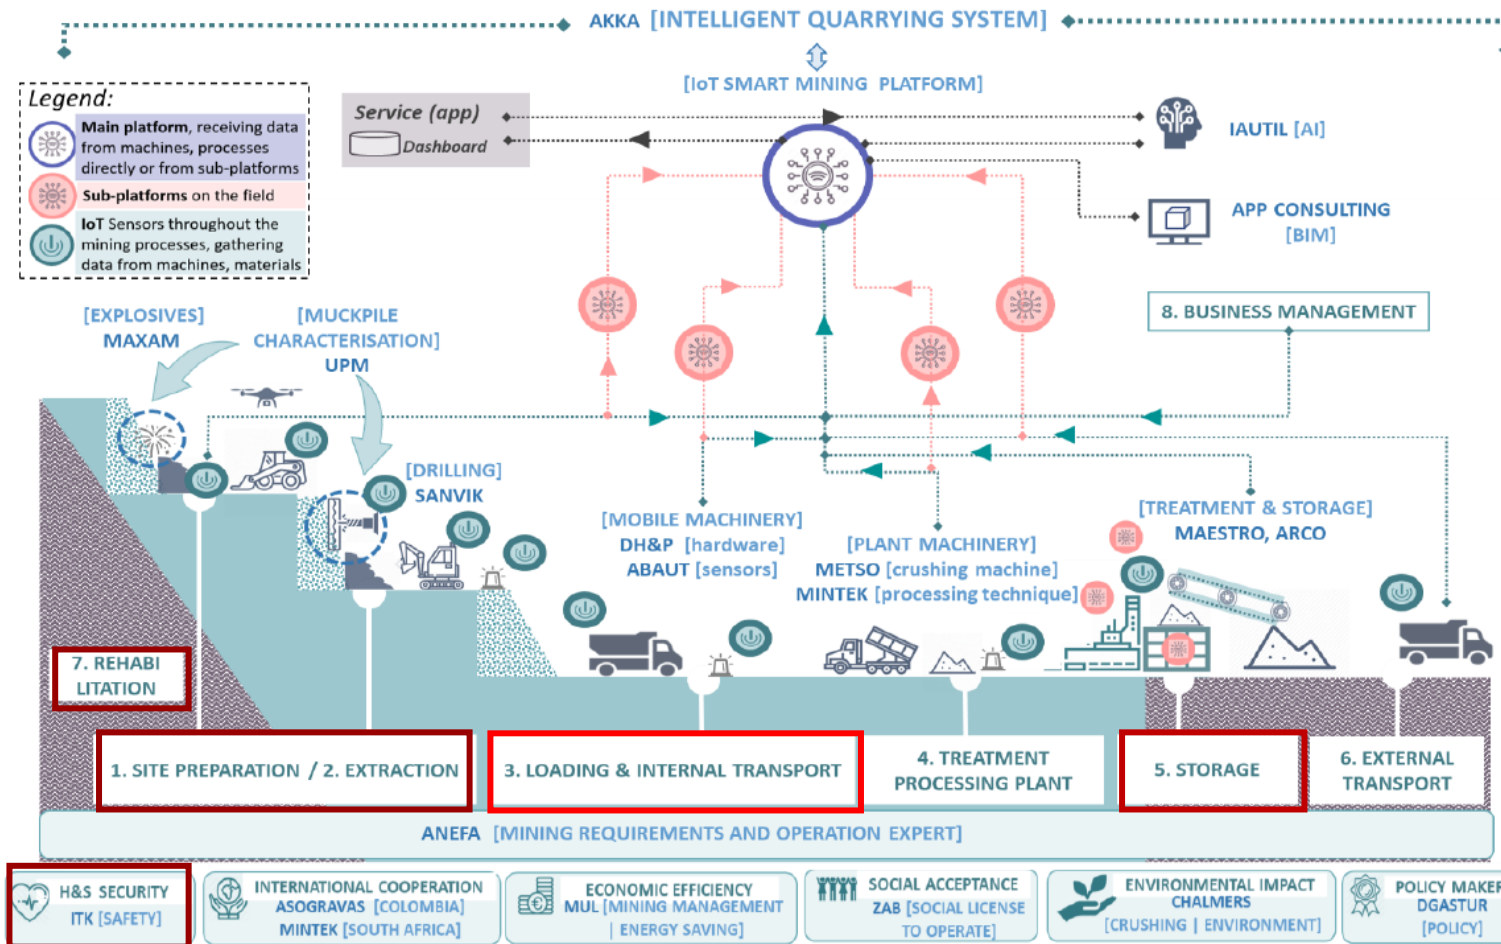 AKKA [INTELLIGENT QUARRYING SYSTEM]
[IoT SMART MINING PLATFORM]
Legend:
Main platform, receiving data
from machines, processes
directly or from sub-platforms
Sub-platforms on the field
IoT Sensors throughout the
mining processes, gathering
data from machines, materials
Service (app)
Dashboard
IAUTIL [AI]
APP CONSULTING
[BIM]
8. BUSINESS MANAGEMENT
[EXPLOSIVES]
MAXAM
[MUCKPILE
CHARACTERISATION]
UPM
[DRILLING]
SANVIK
[MOBILE MACHINERY]
DH&P [hardware]
ABAUT [sensors]
[PLANT MACHINERY]
METSO [crushing machine]
MINTEK [processing technique]
[TREATMENT & STORAGE]
MAESTRO, ARCO
7. REHABI
LITATION
1. SITE PREPARATION / 2. EXTRACTION
3. LOADING & INTERNAL TRANSPORT
4. TREATMENT
PROCESSING PLANT
5. STORAGE
6. EXTERNAL
TRANSPORT
ANEFA [MINING REQUIREMENTS AND OPERATION EXPERT]
H&S SECURITY
ITK [SAFETY]
INTERNATIONAL COOPERATION
ASOGRAVAS [COLOMBIA]
MINTEK [SOUTH AFRICA]
ECONOMIC EFFICIENCY
MUL [MINING MANAGEMENT
| ENERGY SAVING]
SOCIAL ACCEPTANCE
ZAB [SOCIAL LICENSE
TO OPERATE]
ENVIRONMENTAL IMPACT
CHALMERS
[CRUSHING | ENVIRONMENT]
POLICY MAKER
DGASTUR
[POLICY]